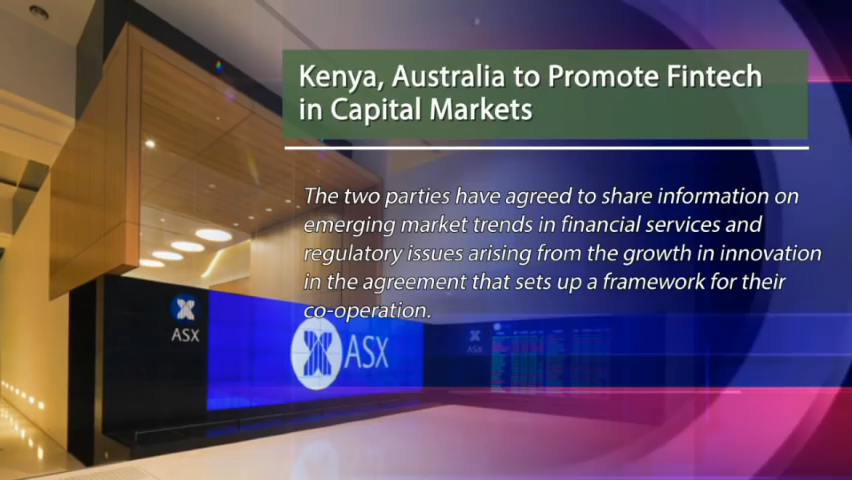 Kenya, Australia to Promote Fintech
in Capital Markets
The two parties have agreed to share information on
emerging market trends in financial services and
regulatory issues arising from the growth in innovation
in the agreement that sets up a framework for their
co-operation.
ASX
ASX
ASX